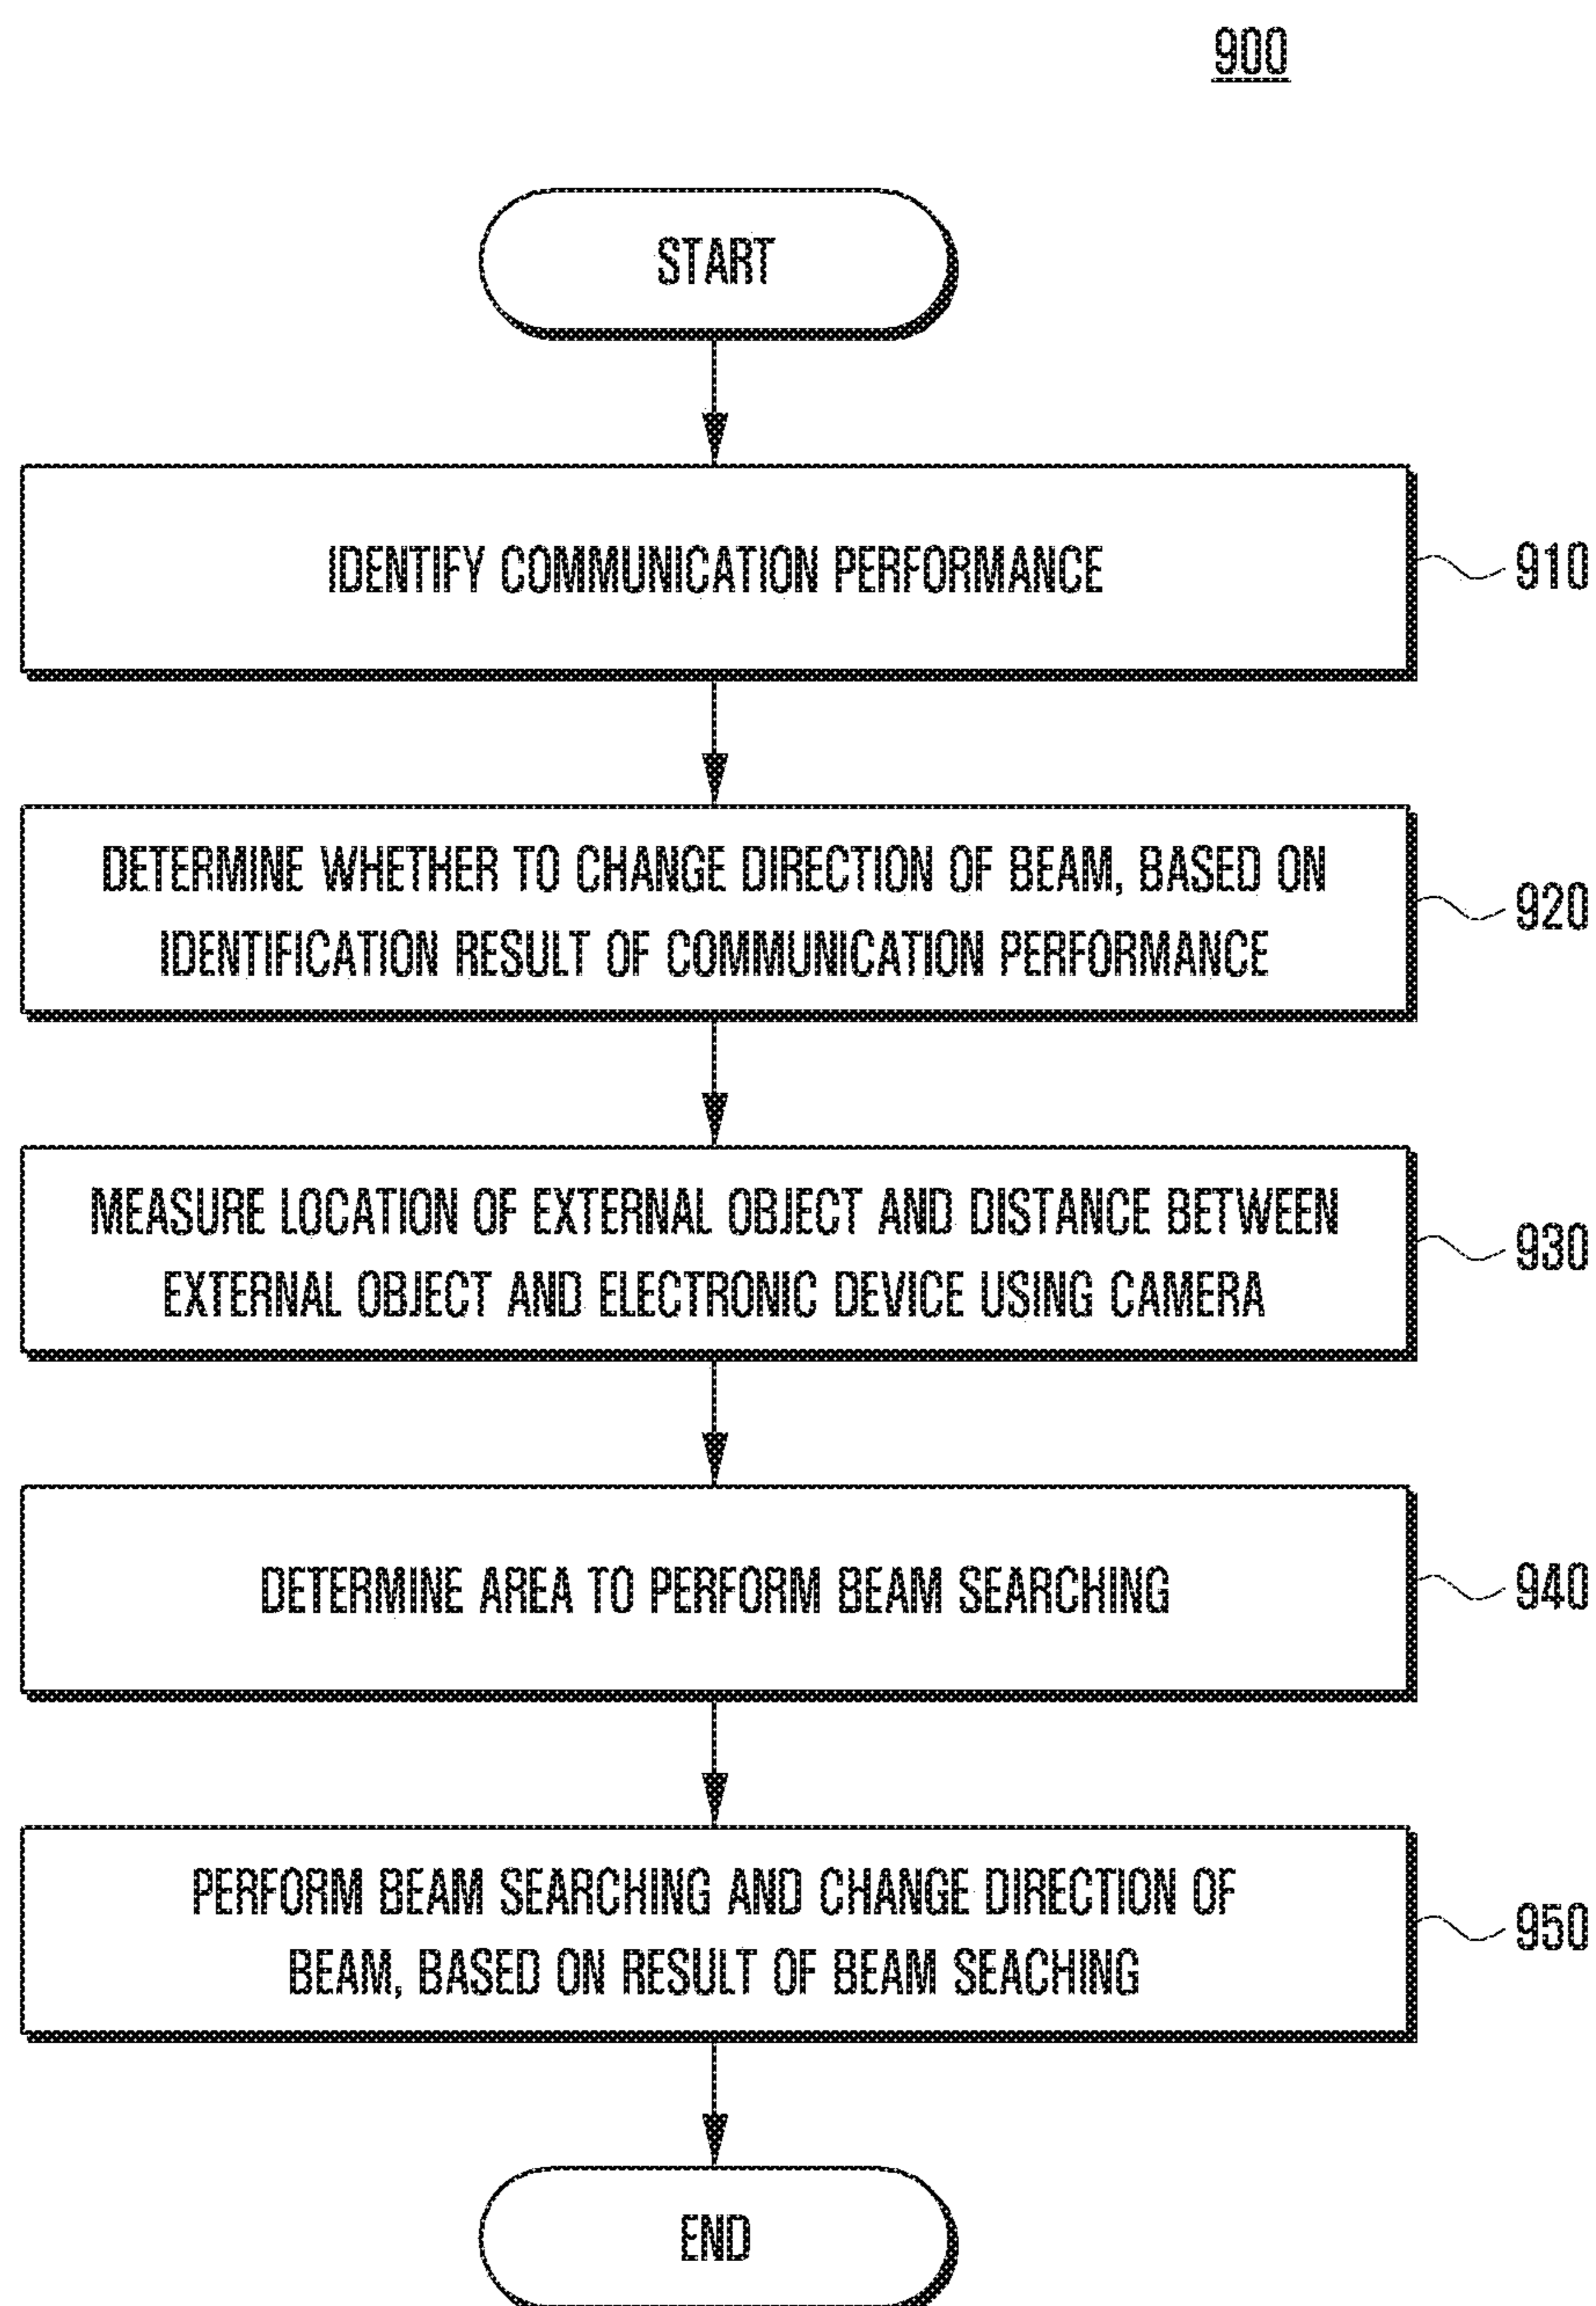 900
START
IDENTIFY COMMUNICATION PERFORMANCE
910
DETERMINE WHETHER TO CHANGE DIRECTION OF BEAM, BASED ON
IDENTIFICATION RESULT OF COMMUNICATION PERFORMANCE
920
MEASURE LOCATION OF EXTERNAL OBJECT AND DISTANCE BETWEEN
EXTERNAL OBJECT AND ELECTRONIC DEVICE USING CAMERA
930
DETERMINE AREA TO PERFORM BEAM SEARCHING
940
PERFORM BEAM SEARCHING AND CHANGE DIRECTION OF
BEAM, BASED ON RESULT OF BEAM SEACHING
950
END